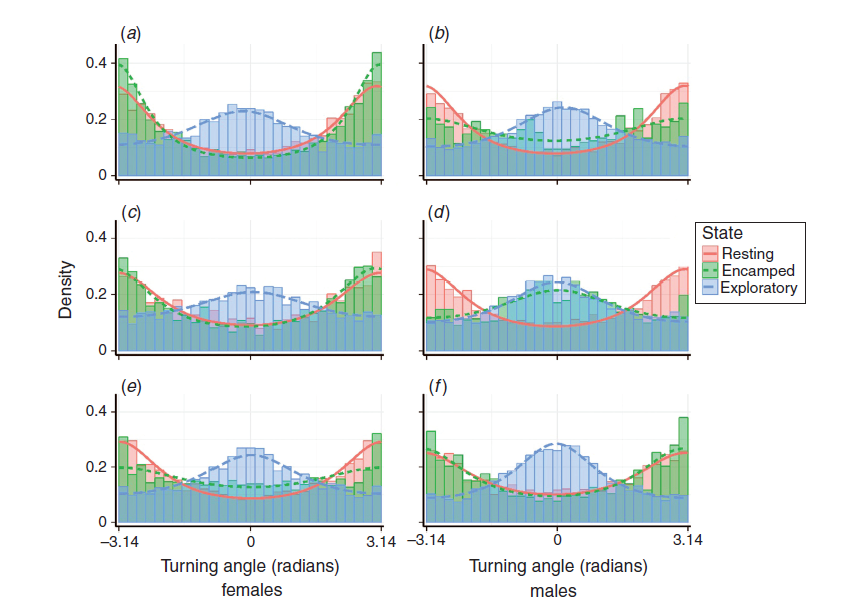 (a)
(b)
0.4
0.2
0
(c)
(d)
0.4
0.2
0
Density
State
Resting
Encamped
Exploratory
(e)
(f)
0.4
0.2
0
–3.14
0
3.14
–3.14
0
3.14
Turning angle (radians)
females
Turning angle (radians)
males